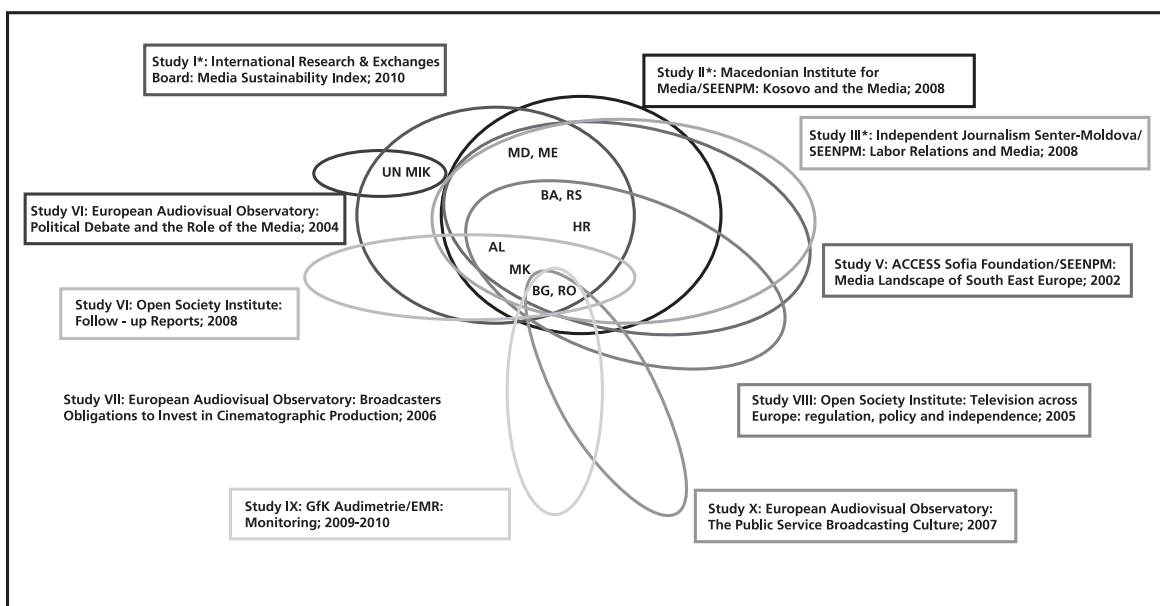 Study I*: International Research & Exchanges
Board: Media Sustainability Index; 2010
Study II*: Macedonian Institute for
Media/SEENPM: Kosovo and the Media; 2008
Study III*: Independent Journalism Senter-Moldova/
SEENPM: Labor Relations and Media; 2008
MD, ME
UN MIK
BA, RS
HR
Study VI: European Audiovisual Observatory:
Political Debate and the Role of the Media; 2004
AL
MK
BG, RO
Study V: ACCESS Sofia Foundation/SEENPM:
Media Landscape of South East Europe; 2002
Study VI: Open Society Institute:
Follow - up Reports; 2008
Study VII: European Audiovisual Observatory: Broadcasters
Obligations to Invest in Cinematographic Production; 2006
Study VIII: Open Society Institute: Television across
Europe: regulation, policy and independence; 2005
Study IX: GfK Audimetrie/EMR:
Monitoring; 2009-2010
Study X: European Audiovisual Observatory:
The Public Service Broadcasting Culture; 2007